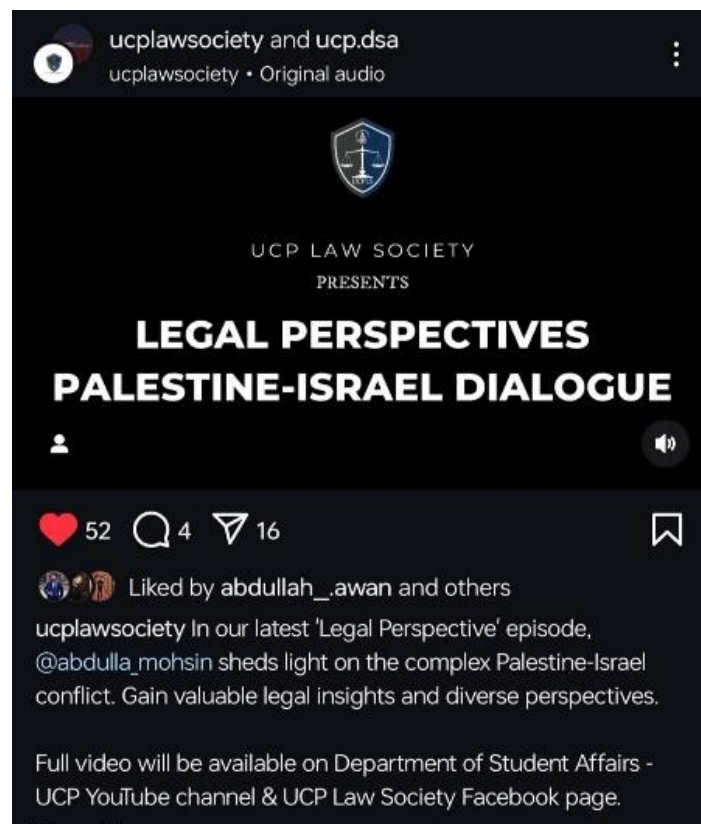 ucplawsociety and ucp.dsa
ucplawsociety • Original audio
UCP LAW SOCIETY
PRESENTS
LEGAL PERSPECTIVES
PALESTINE-ISRAEL DIALOGUE
52 4 16
Liked by abdullah_.awan and others
ucplawsociety In our latest 'Legal Perspective' episode,
@abdulla_mohsin sheds light on the complex Palestine-Israel
conflict. Gain valuable legal insights and diverse perspectives.
Full video will be available on Department of Student Affairs -
UCP YouTube channel & UCP Law Society Facebook page.